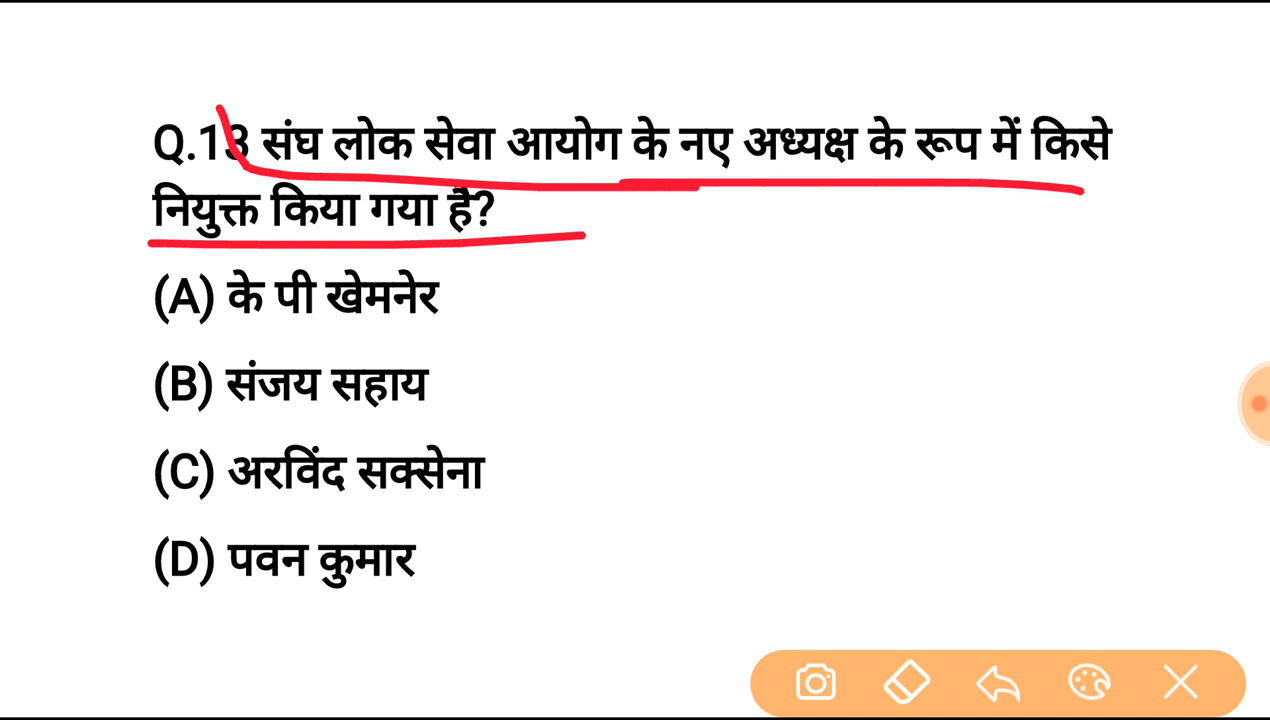 Q.13 संघ लोक सेवा आयोग के नए अध्यक्ष के रूप में किसे
नियुक्त किया गया है?
(A) के पी खेमनेर
(B) संजय सहाय
(C) अरविंद सक्सेना
(D) पवन कुमार